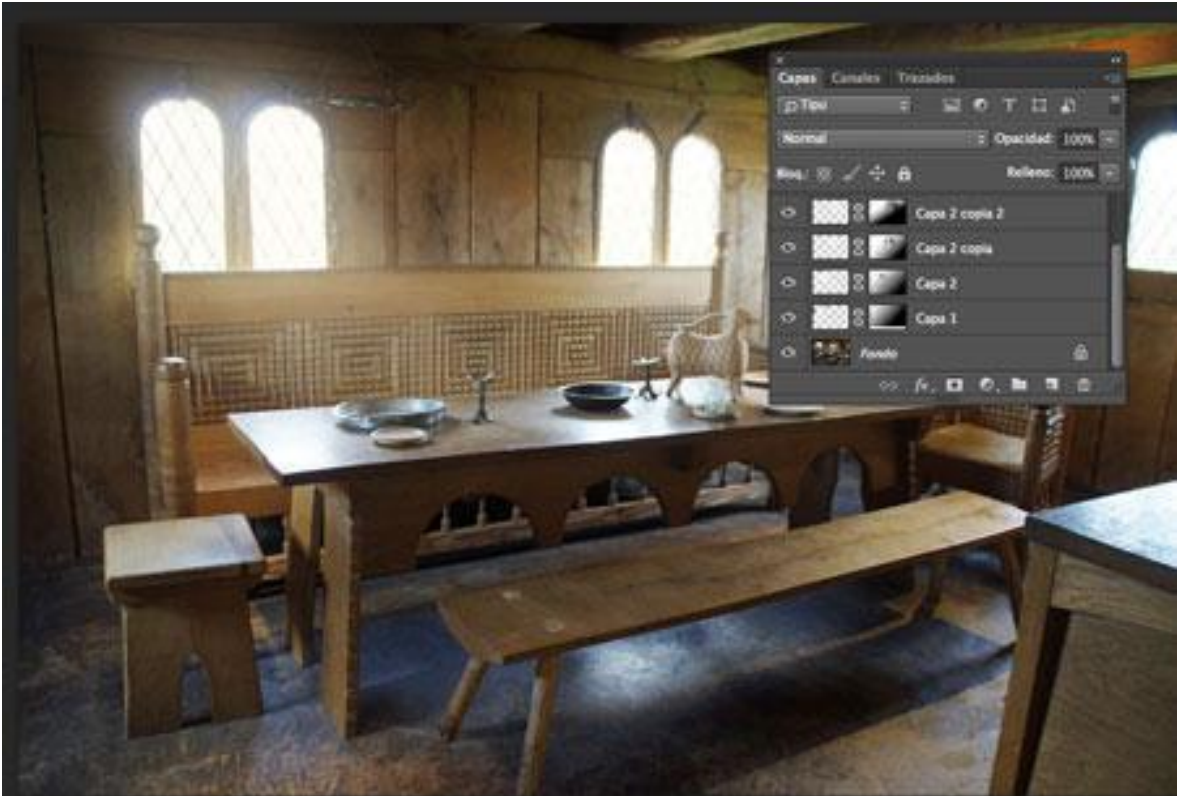 Capas Canales Trazados
Tipo
Normal Opacidad: 100%
Bloq.: Relleno: 100%
Capa 2 copia 2
Capa 2 copia
Capa 2
Capa 1
Fondo
fx.